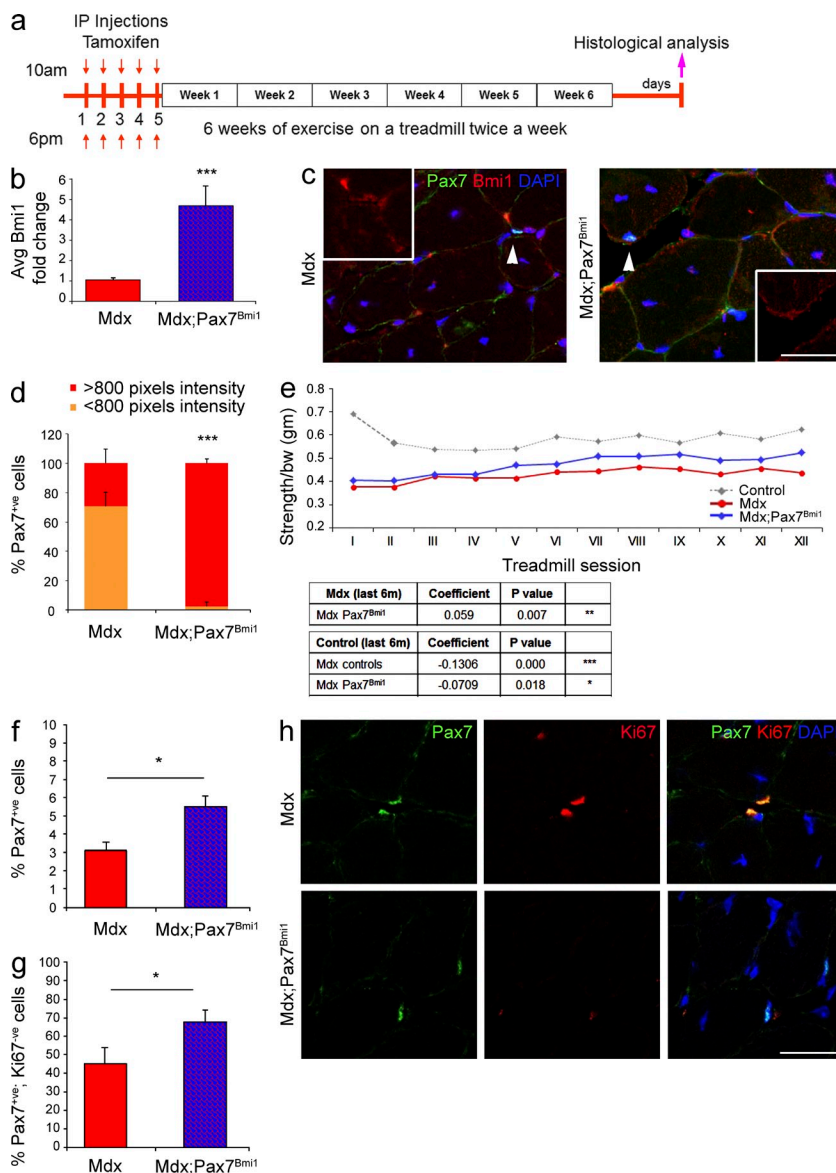 a
IP Injections
Tamoxifen
Histological analysis
10am
days
Week 1 Week 2 Week 3 Week 4 Week 5 Week 6
1 2 3 4 5
6 weeks of exercise on a treadmill twice a week
6pm
b
Avg Bmi1
fold change
6
5
4
3
2
1
0
***
Mdx Mdx;Pax7Bmi1
c
Pax7 Bmi1 DAPI
Mdx
Mdx;Pax7Bmi1
d
>800 pixels intensity
<800 pixels intensity
% Pax7+ve cells
120
100
80
60
40
20
0
***
Mdx Mdx;Pax7Bmi1
e
Strength/bw (gm)
0.8
0.7
0.6
0.5
0.4
0.3
0.2
Control
Mdx
Mdx;Pax7Bmi1
I II III IV V VI VII VIII IX X XI XII
Treadmill session
Mdx (last 6m) Coefficient P value
Mdx Pax7Bmi1 0.059 0.007 **
Control (last 6m) Coefficient P value
Mdx controls -0.1306 0.000 ***
Mdx Pax7Bmi1 -0.0709 0.018 *
f
% Pax7+ve cells
10
9
8
7
6
5
4
3
2
1
0
*
Mdx Mdx;Pax7Bmi1
g
% Pax7+ve; Ki67-ve cells
100
90
80
70
60
50
40
30
20
10
0
*
Mdx Mdx;Pax7Bmi1
h
Pax7
Ki67
Pax7 Ki67 DAP
Mdx
Mdx;Pax7Bmi1